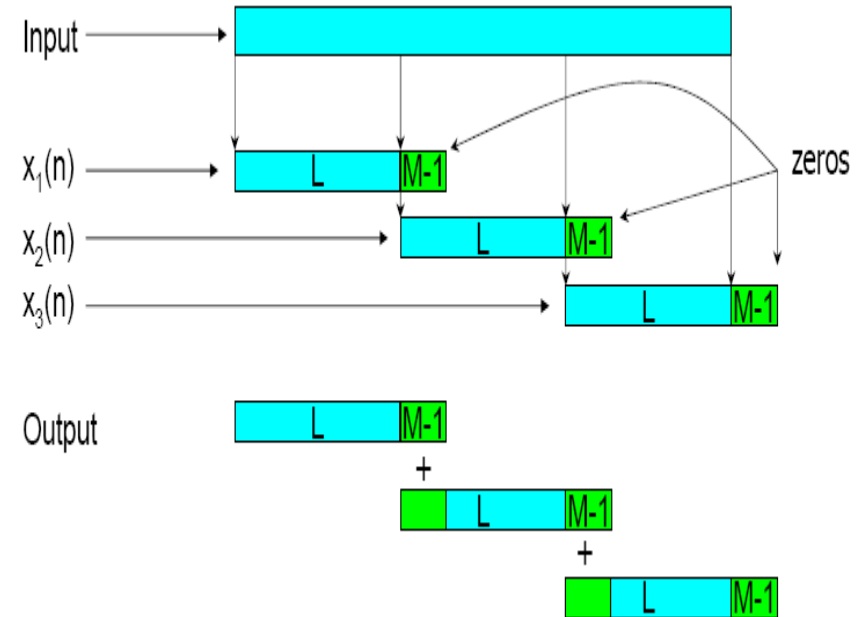 Input
x₁(n) L M-1 zeros
x₂(n) L M-1
x₃(n) L M-1
Output L M-1
+
L M-1
+
L M-1